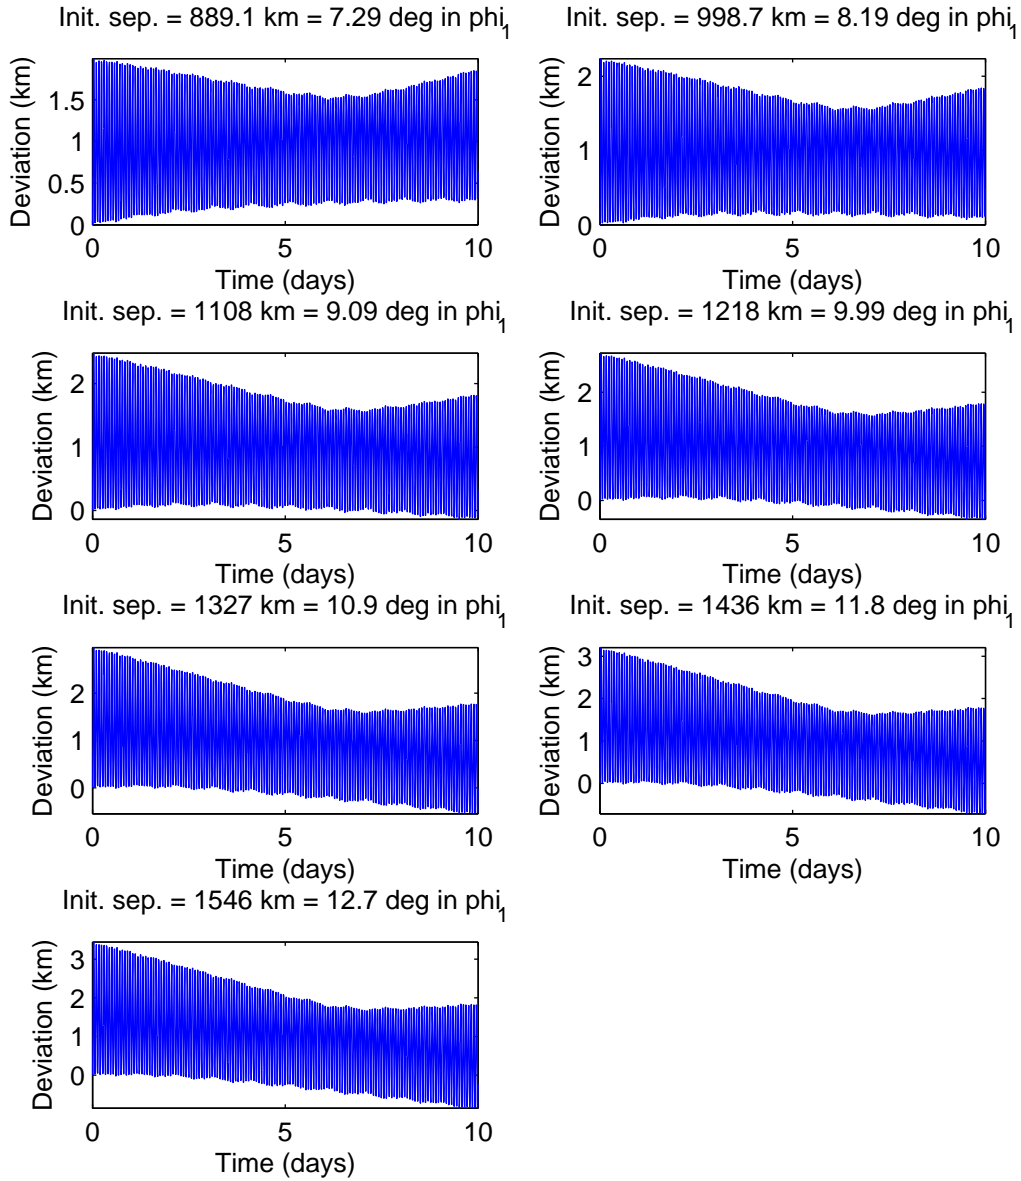 Init. sep. = 889.1 km = 7.29 deg in phi1
Deviation (km)
1.5
1
0.5
0
0 5 10
Time (days)
Init. sep. = 998.7 km = 8.19 deg in phi1
Deviation (km)
2
1
0
0 5 10
Time (days)
Init. sep. = 1108 km = 9.09 deg in phi1
Deviation (km)
2
1
0
0 5 10
Time (days)
Init. sep. = 1218 km = 9.99 deg in phi1
Deviation (km)
2
1
0
0 5 10
Time (days)
Init. sep. = 1327 km = 10.9 deg in phi1
Deviation (km)
2
1
0
0 5 10
Time (days)
Init. sep. = 1436 km = 11.8 deg in phi1
Deviation (km)
3
2
1
0
0 5 10
Time (days)
Init. sep. = 1546 km = 12.7 deg in phi1
Deviation (km)
3
2
1
0
0 5 10
Time (days)